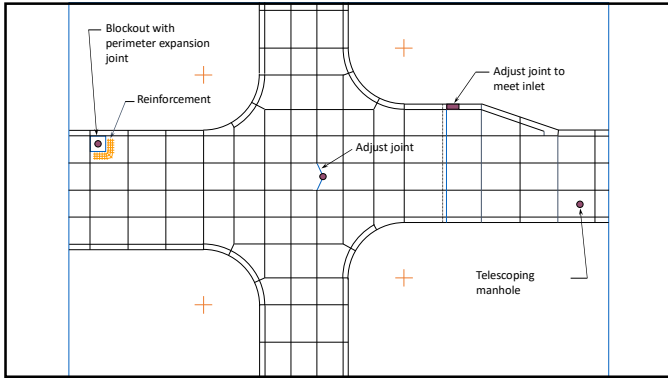 Blockout with
perimeter expansion
joint
Reinforcement
Adjust joint to
meet inlet
Adjust joint
Telescoping
manhole